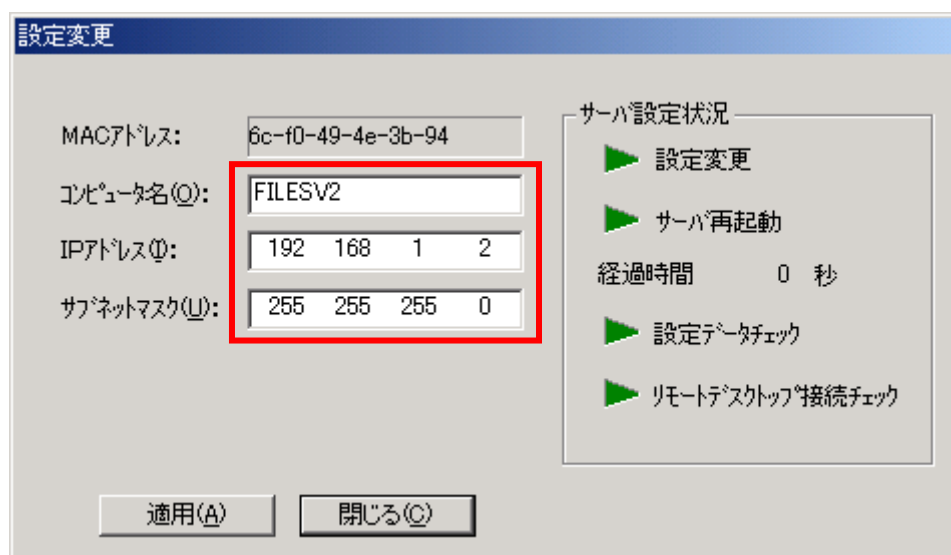 設定変更
MACアドレス: 6c-f0-49-4e-3b-94
コンピュータ名(O): FILESV2
IPアドレス(I): 192 168 1 2
サブネットマスク(U): 255 255 255 0
適用(A) 閉じる(C)
サーバ設定状況
設定変更
サーバ再起動
経過時間 0 秒
設定データチェック
リモートデスクトップ接続チェック